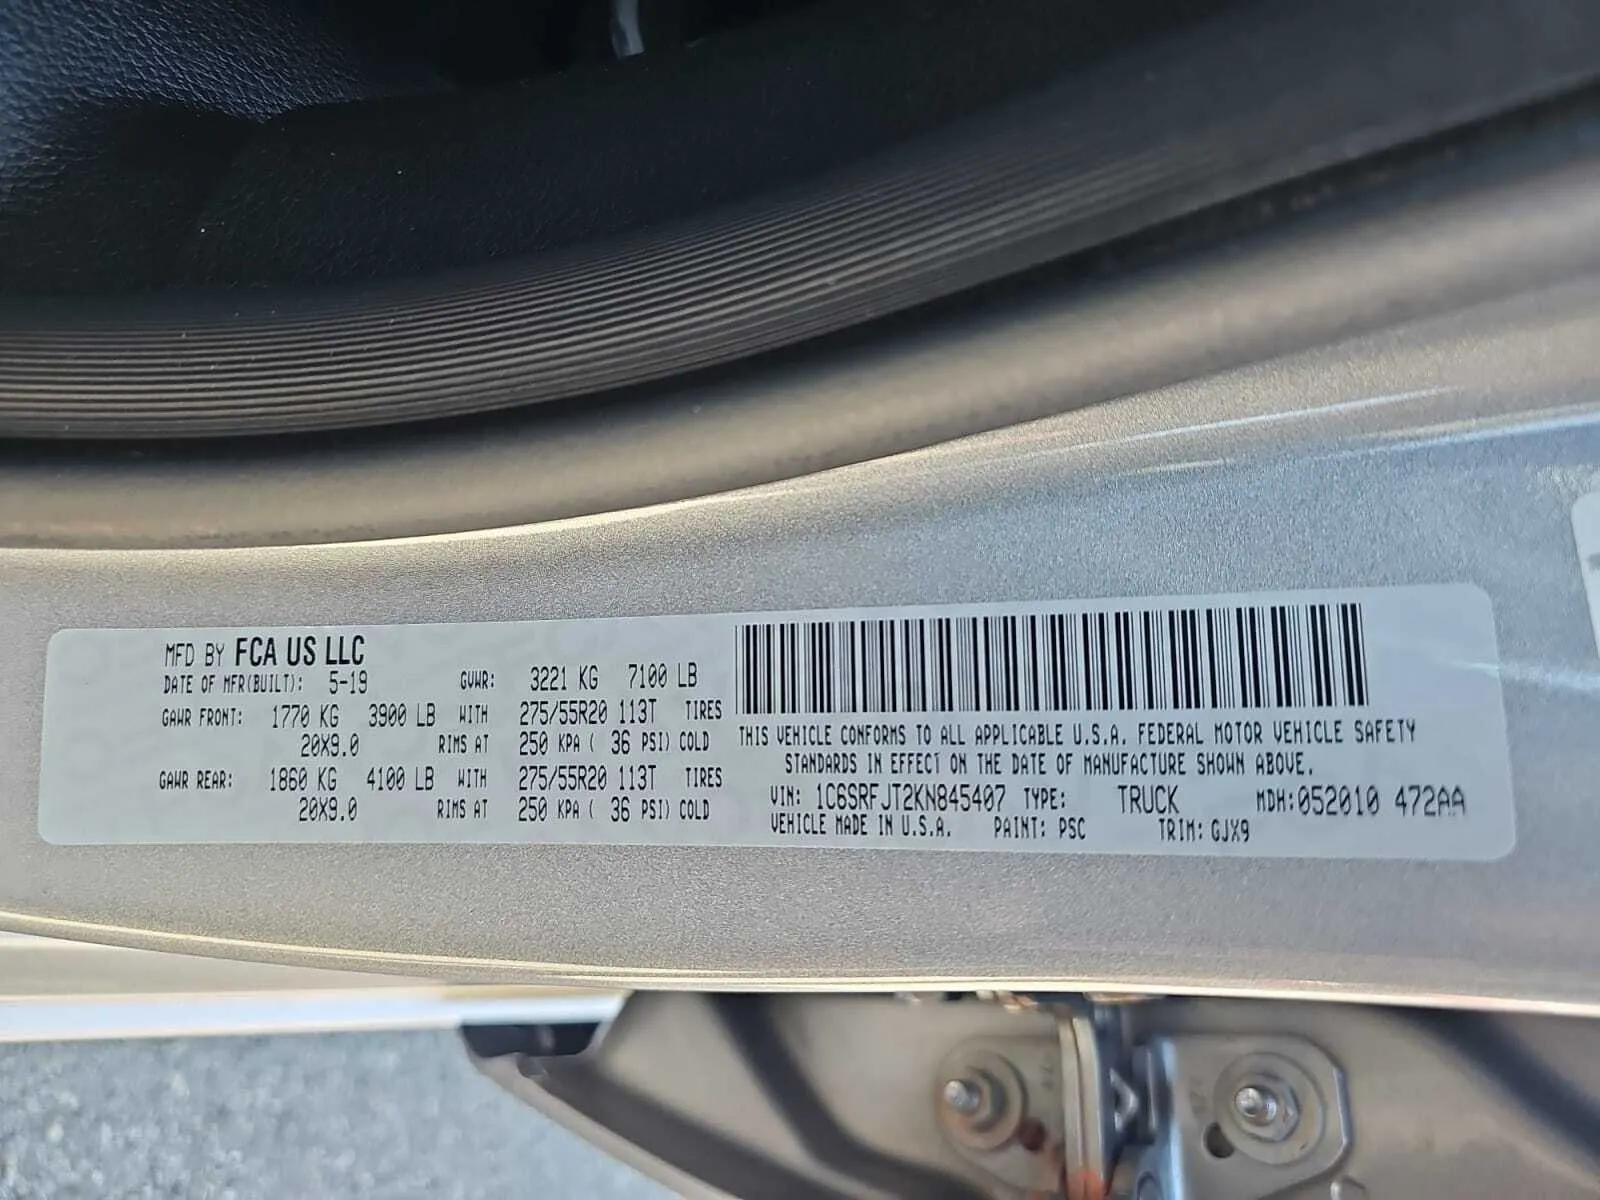 MFD BY FCA US LLC
DATE OF MFR(BUILT): 5-19 GVWR: 3221 KG 7100 LB
GAWR FRONT: 1770 KG 3900 LB WITH 275/55R20 113T TIRES
20X9.0 RIMS AT 250 KPA ( 36 PSI) COLD
GAWR REAR: 1860 KG 4100 LB WITH 275/55R20 113T TIRES
20X9.0 RIMS AT 250 KPA ( 36 PSI) COLD
THIS VEHICLE CONFORMS TO ALL APPLICABLE U.S.A. FEDERAL MOTOR VEHICLE SAFETY
STANDARDS IN EFFECT ON THE DATE OF MANUFACTURE SHOWN ABOVE.
VIN: 1C6SRFJT2KN845407 TYPE: TRUCK MDH:052010 472AA
VEHICLE MADE IN U.S.A. PAINT: PSC TRIM: GJX9